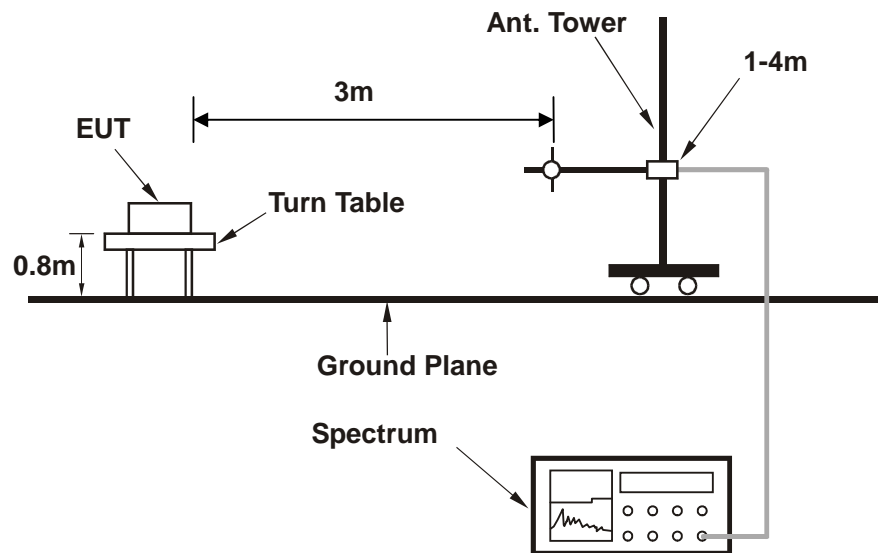 Ant. Tower
1-4m
3m
EUT
Turn Table
0.8m
Ground Plane
Spectrum